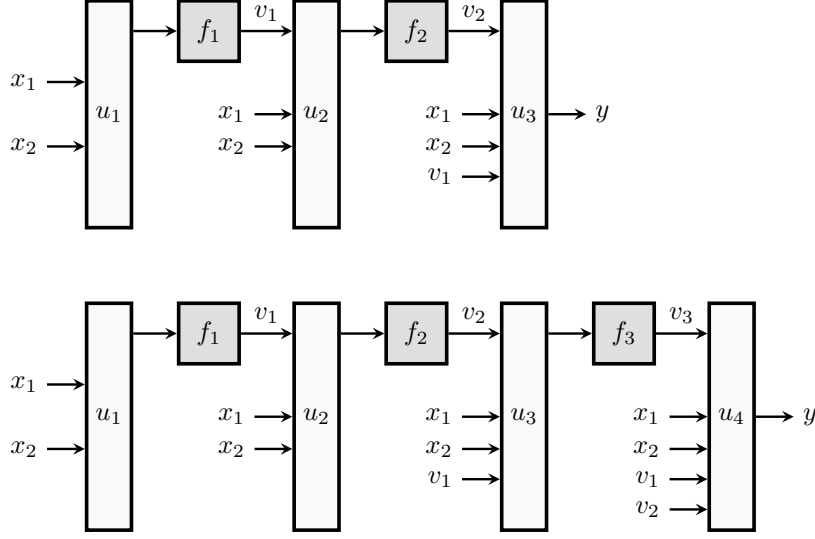 f₁ v₁ f₂ v₂
x₁
u₁ x₁ u₂ x₁ u₃ y
x₂ x₂ x₂
v₁
f₁ v₁ f₂ v₂ f₃ v₃
x₁
u₁ x₁ u₂ x₁ u₃ x₁ u₄ y
x₂ x₂ x₂ x₂
v₁ v₁
v₂